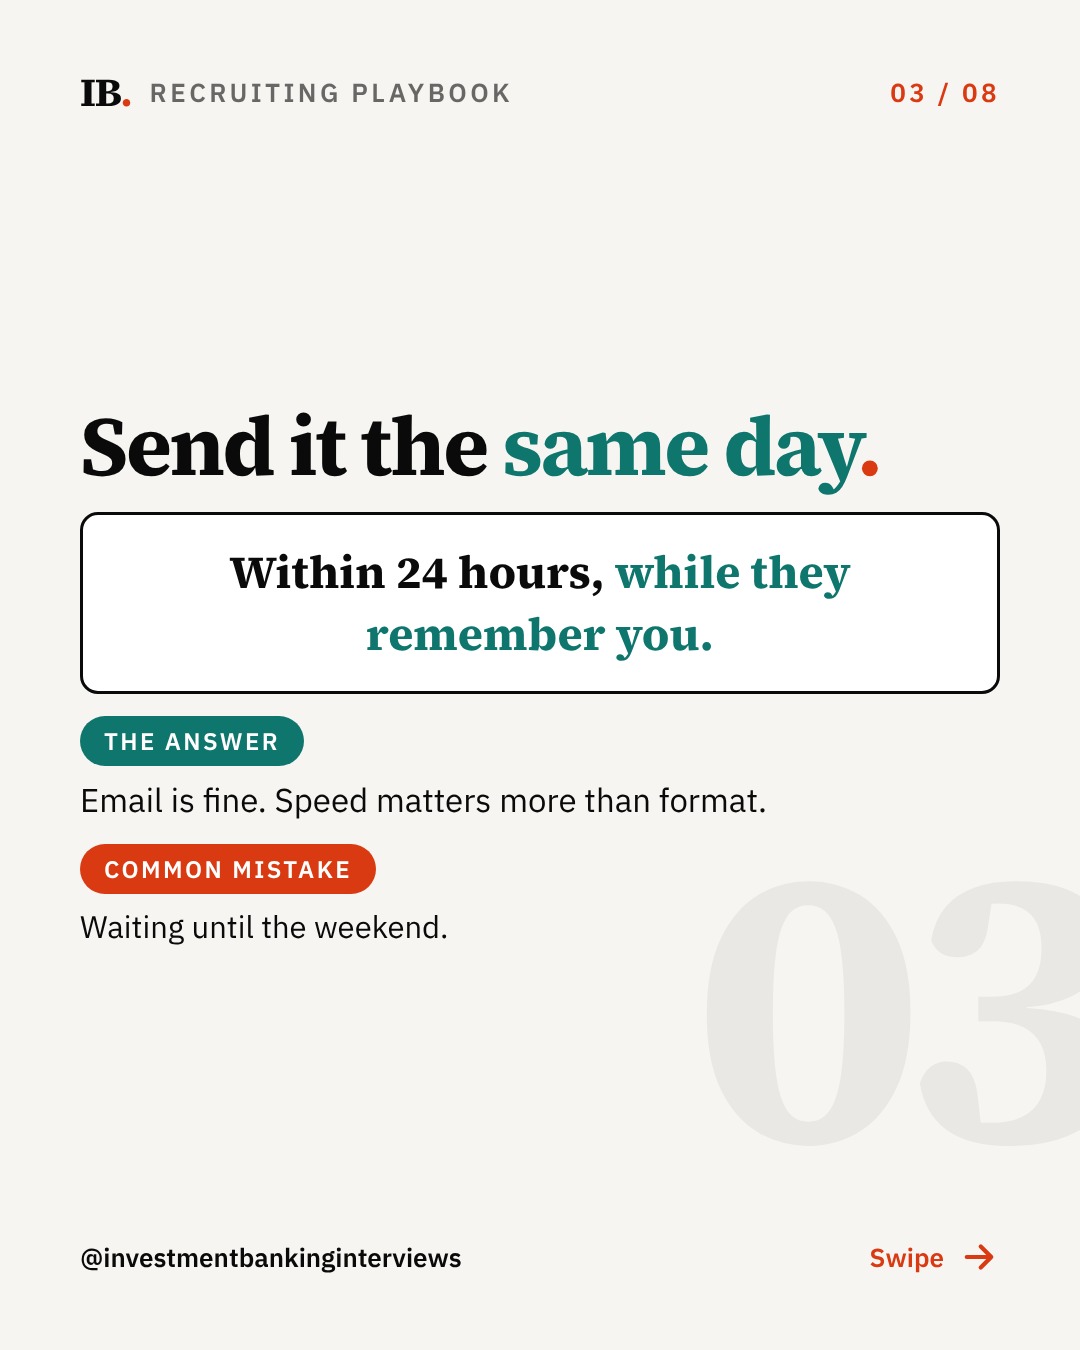 IB. RECRUITING PLAYBOOK
03 / 08
Send it the same day.
Within 24 hours, while they
remember you.
THE ANSWER
Email is fine. Speed matters more than format.
COMMON MISTAKE
Waiting until the weekend.
03
@investmentbankinginterviews
Swipe →